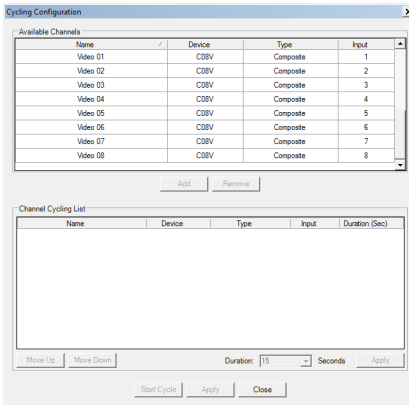 Cycling Configuration
Available Channels
Name Device Type Input
Video 01 C08V Composite 1
Video 02 C08V Composite 2
Video 03 C08V Composite 3
Video 04 C08V Composite 4
Video 05 C08V Composite 5
Video 06 C08V Composite 6
Video 07 C08V Composite 7
Video 08 C08V Composite 8
Add Remove
Channel Cycling List
Name Device Type Input Duration (Sec)
Move Up Move Down Duration: 15 Seconds Apply
Start Cycle Apply Close